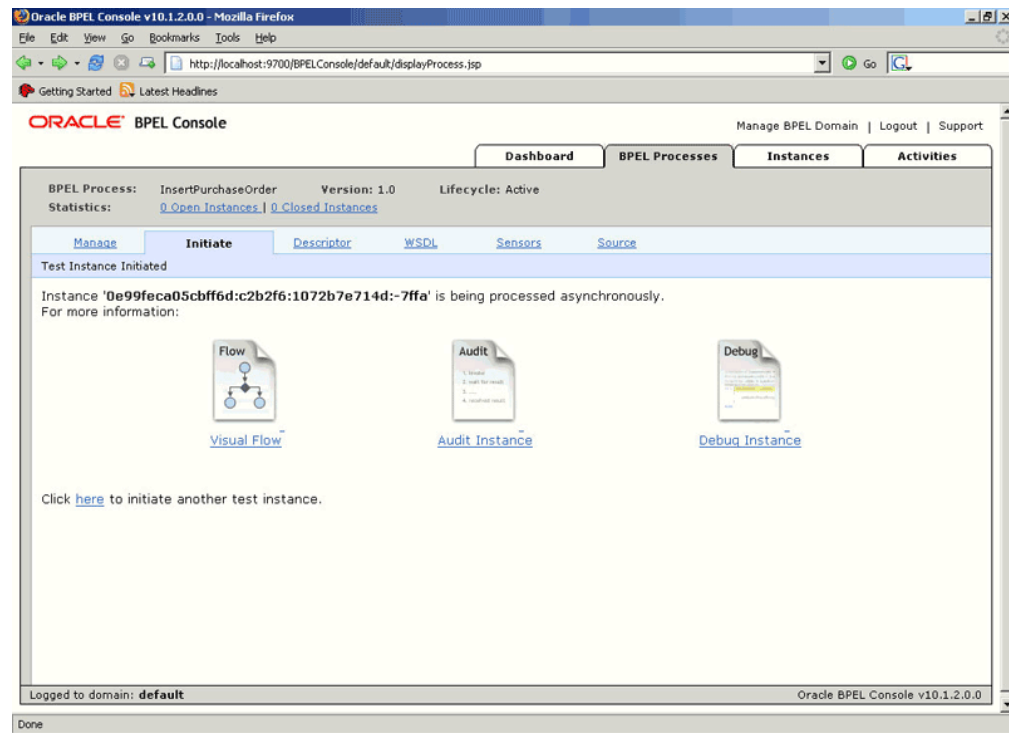 Oracle BPEL Console v10.1.2.0.0 - Mozilla Firefox
File Edit View Go Bookmarks Tools Help
http://localhost:9700/BPELConsole/default/displayProcess.jsp Go
Getting Started Latest Headlines
ORACLE BPEL Console
Manage BPEL Domain | Logout | Support
Dashboard BPEL Processes Instances Activities
BPEL Process: InsertPurchaseOrder Version: 1.0 Lifecycle: Active
Statistics: 0 Open Instances | 0 Closed Instances
Manage Initiate Descriptor WSDL Sensors Source
Test Instance Initiated
Instance '0e99feca05cbff6d:c2b2f6:1072b7e714d:-7ffa' is being processed asynchronously.
For more information:
Flow Audit Debug
Visual Flow Audit Instance Debug Instance
Click here to initiate another test instance.
Logged to domain: default Oracle BPEL Console v10.1.2.0.0
Done